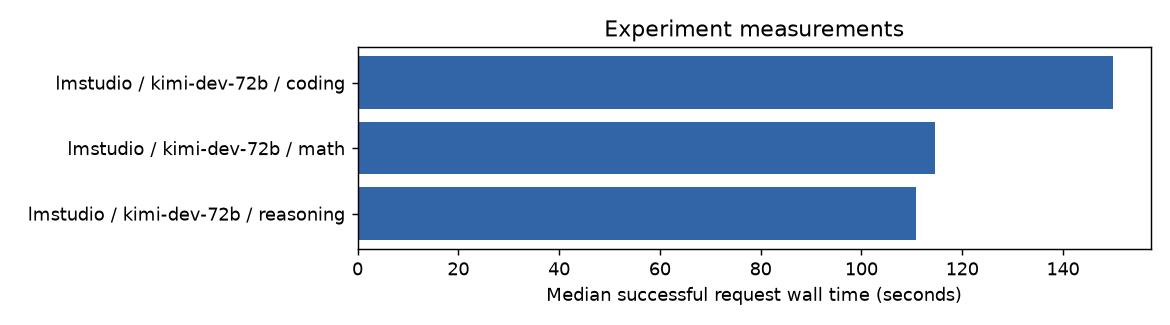 Experiment measurements
lmstudio / kimi-dev-72b / coding
lmstudio / kimi-dev-72b / math
lmstudio / kimi-dev-72b / reasoning
0 20 40 60 80 100 120 140
Median successful request wall time (seconds)